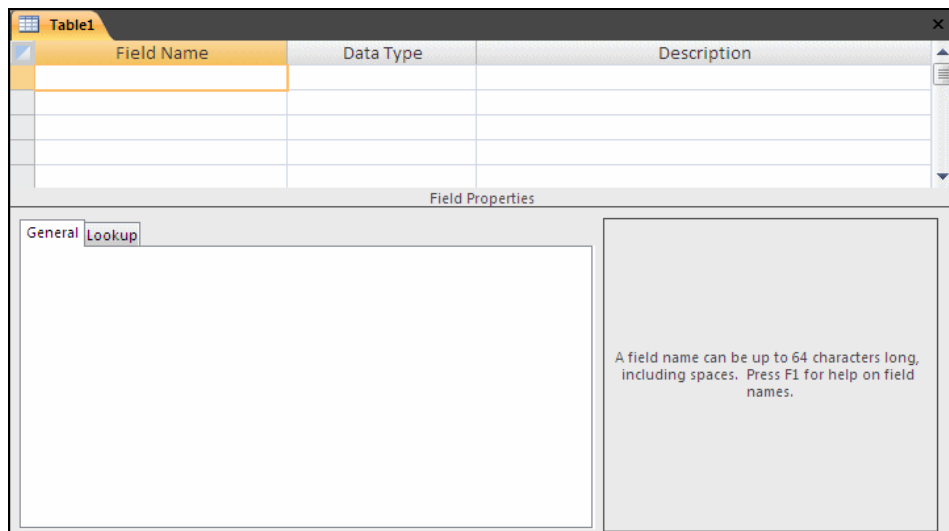 Table1
Field Name Data Type Description
Field Properties
General Lookup
A field name can be up to 64 characters long,
including spaces. Press F1 for help on field
names.